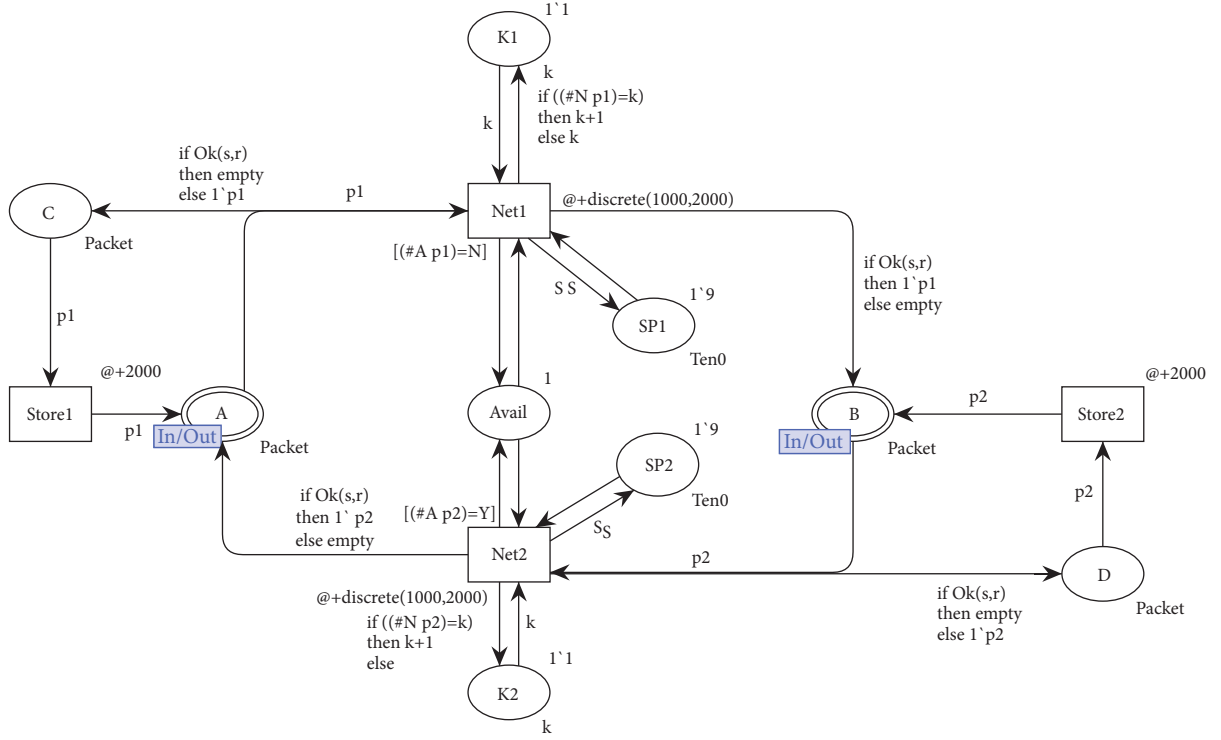 1`1
K1
k
if ((#N p1)=k)
then k+1
else k
k
if Ok(s,r)
then empty
else 1`p1
p1
C
Packet
Net1
@+discrete(1000,2000)
[(#A p1)=N]
if Ok(s,r)
then 1`p1
else empty
S S
1`9
SP1
Ten0
p1
@+2000
Store1
p1
A
In/Out
Packet
1
Avail
B
In/Out
Packet
p2
@+2000
Store2
1`9
SP2
Ten0
if Ok(s,r)
then 1` p2
else empty
[(#A p2)=Y]
SS
p2
Net2
p2
D
Packet
@+discrete(1000,2000)
if ((#N p2)=k)
then k+1
else
k
if Ok(s,r)
then empty
else 1`p2
1`1
K2
k